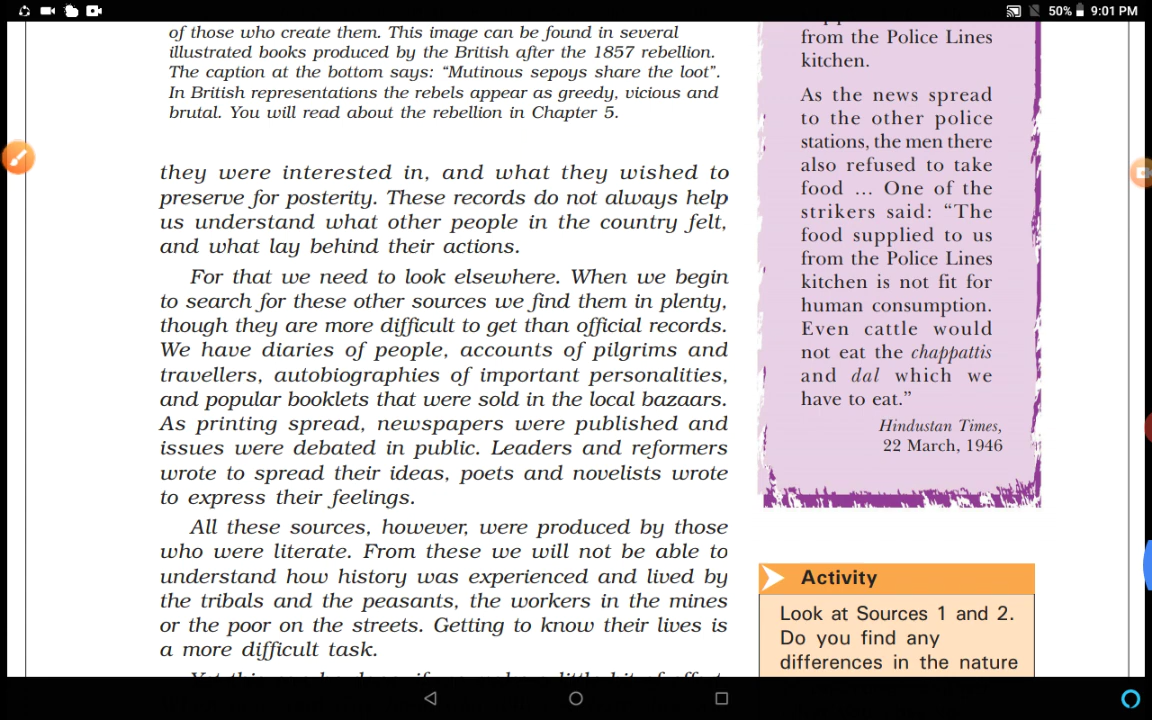 50% 9:01 PM
of those who create them. This image can be found in several
illustrated books produced by the British after the 1857 rebellion.
The caption at the bottom says: “Mutinous sepoys share the loot”.
In British representations the rebels appear as greedy, vicious and
brutal. You will read about the rebellion in Chapter 5.
they were interested in, and what they wished to
preserve for posterity. These records do not always help
us understand what other people in the country felt,
and what lay behind their actions.
For that we need to look elsewhere. When we begin
to search for these other sources we find them in plenty,
though they are more difficult to get than official records.
We have diaries of people, accounts of pilgrims and
travellers, autobiographies of important personalities,
and popular booklets that were sold in the local bazaars.
As printing spread, newspapers were published and
issues were debated in public. Leaders and reformers
wrote to spread their ideas, poets and novelists wrote
to express their feelings.
All these sources, however, were produced by those
who were literate. From these we will not be able to
understand how history was experienced and lived by
the tribals and the peasants, the workers in the mines
or the poor on the streets. Getting to know their lives is
a more difficult task.
from the Police Lines
kitchen.
As the news spread
to the other police
stations, the men there
also refused to take
food ... One of the
strikers said: “The
food supplied to us
from the Police Lines
kitchen is not fit for
human consumption.
Even cattle would
not eat the chappattis
and dal which we
have to eat.”
Hindustan Times,
22 March, 1946
Activity
Look at Sources 1 and 2.
Do you find any
differences in the nature